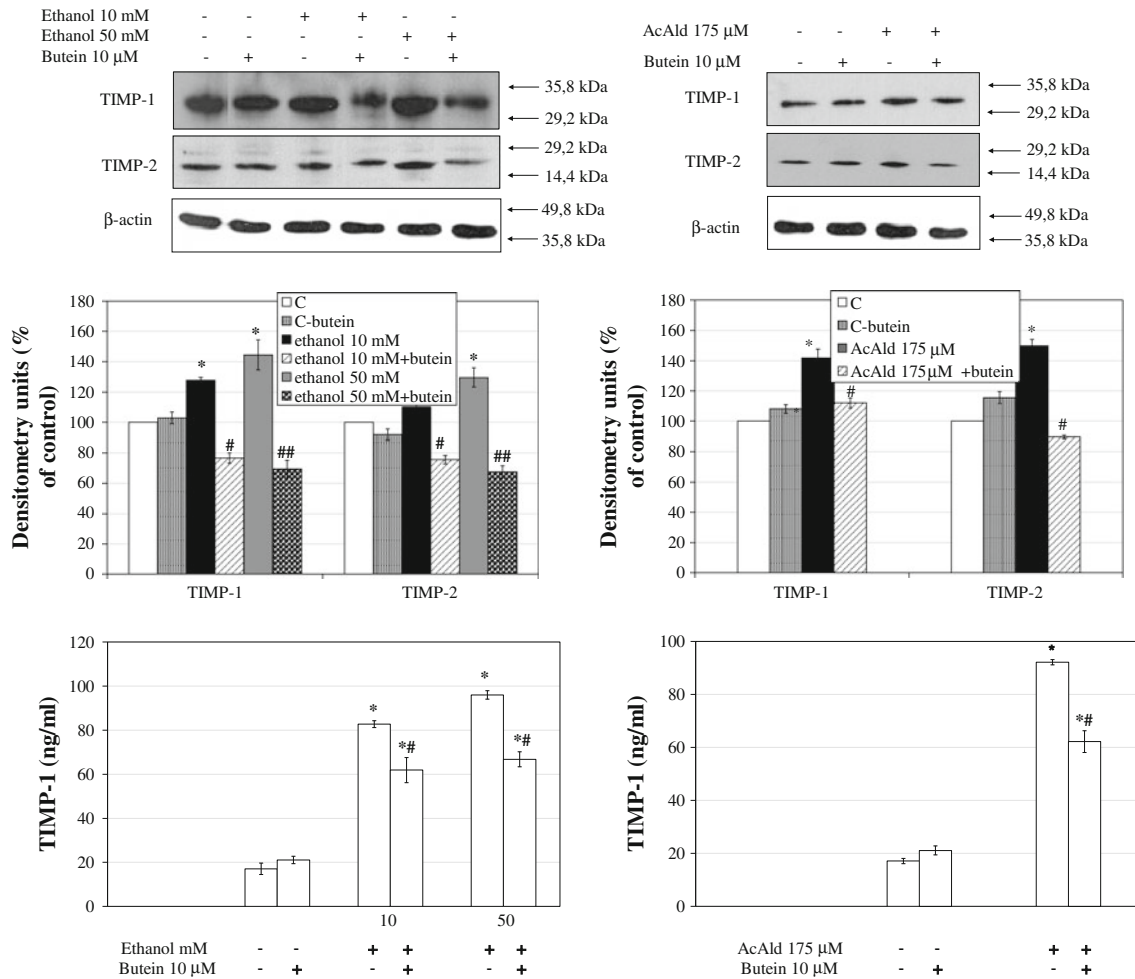 Ethanol 10 mM - - + + - -
Ethanol 50 mM - - - - + +
Butein 10 µM - + - + - +
TIMP-1
35,8 kDa
29,2 kDa
TIMP-2
29,2 kDa
14,4 kDa
β-actin
49,8 kDa
35,8 kDa
AcAld 175 µM - - + +
Butein 10 µM - + - +
TIMP-1
35,8 kDa
29,2 kDa
TIMP-2
29,2 kDa
14,4 kDa
β-actin
49,8 kDa
35,8 kDa
Densitometry units (%
of control)
180
160
140
120
100
80
60
40
20
0
C
C-butein
ethanol 10 mM
ethanol 10 mM+butein
ethanol 50 mM
ethanol 50 mM+butein
* # * ## # * ##
TIMP-1 TIMP-2
Densitometry units (%
of control)
180
160
140
120
100
80
60
40
20
0
C
C-butein
AcAld 175 µM
AcAld 175µM +butein
* * # * #
TIMP-1 TIMP-2
TIMP-1 (ng/ml)
120
100
80
60
40
20
0
* *# * *#
10 50
Ethanol mM - - + + + +
Butein 10 µM - + + +
TIMP-1 (ng/ml)
100
80
60
40
20
0
* *#
AcAld 175 µM - - + +
Butein 10 µM - + +